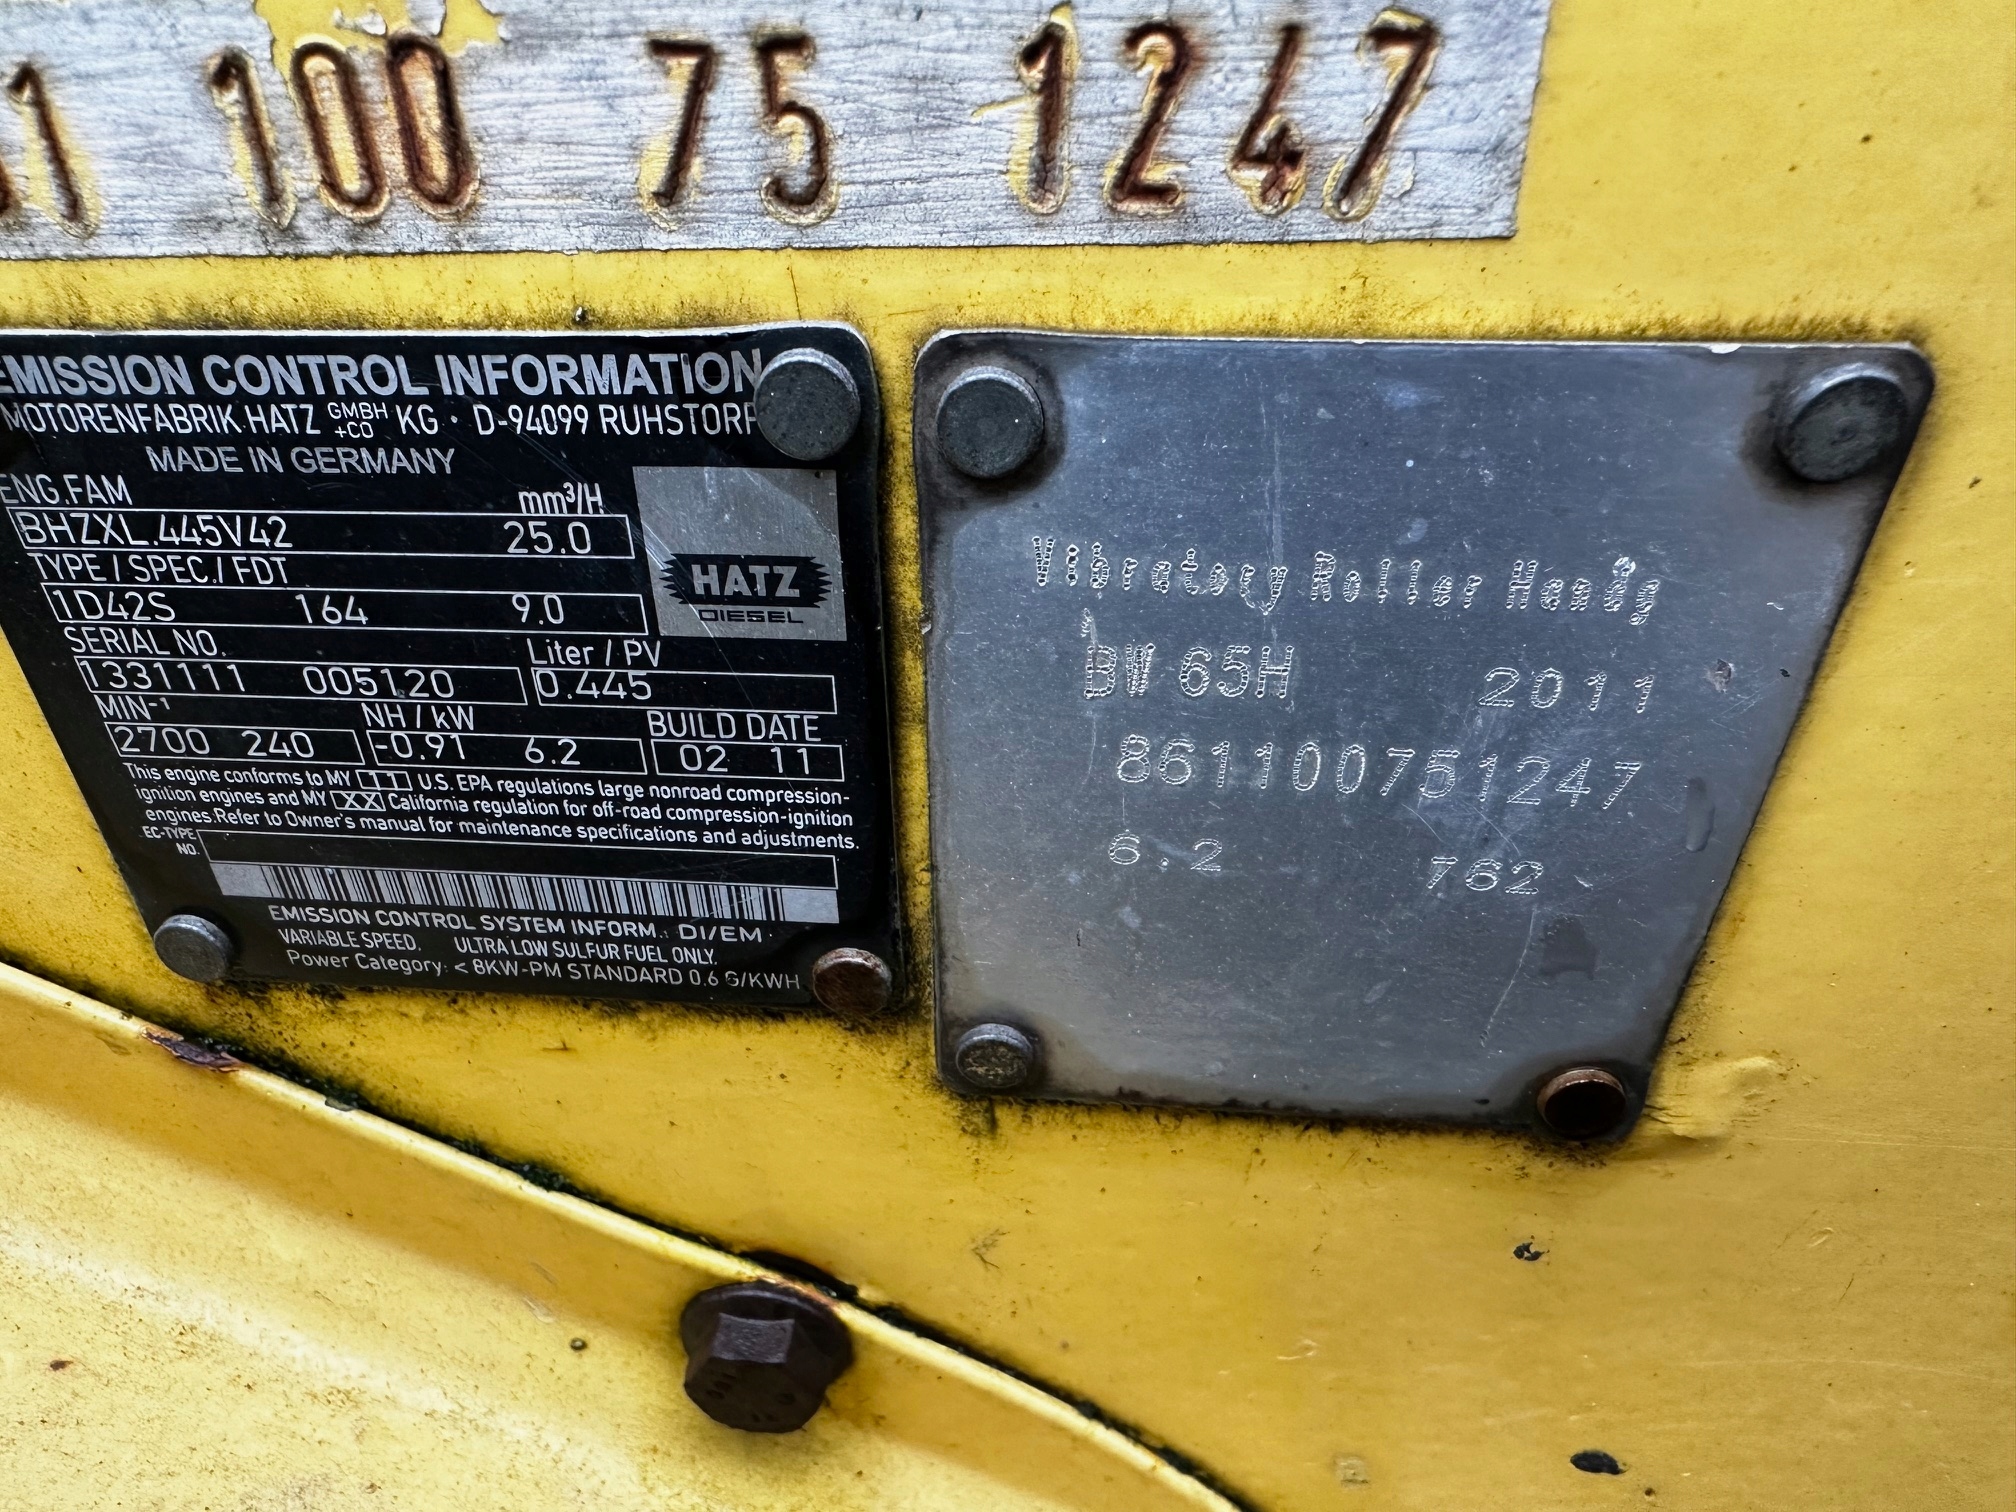 61 100 75 1247
EMISSION CONTROL INFORMATION
MOTORENFABRIK HATZ GMBH +CO KG · D-94099 RUHSTORF
MADE IN GERMANY
ENG.FAM mm³/H
BHZXL.445V42 25.0
TYPE / SPEC. / FDT
1D42S 164 9.0
HATZ
DIESEL
SERIAL NO. Liter / PV
1331111 005120 0.445
MIN-¹ NH / kW BUILD DATE
2700 240 -0.91 6.2 02 11
This engine conforms to MY 11 U.S. EPA regulations large nonroad compression-
ignition engines and MY XX California regulation for off-road compression-ignition
engines.Refer to Owner's manual for maintenance specifications and adjustments.
EC-TYPE
NO.
EMISSION CONTROL SYSTEM INFORM.: DI/EM
VARIABLE SPEED. ULTRA LOW SULFUR FUEL ONLY.
Power Category: < 8KW-PM STANDARD 0.6 G/KWH
Vibratory Roller Handg
BW 65H 2011
861100751247
6.2 762